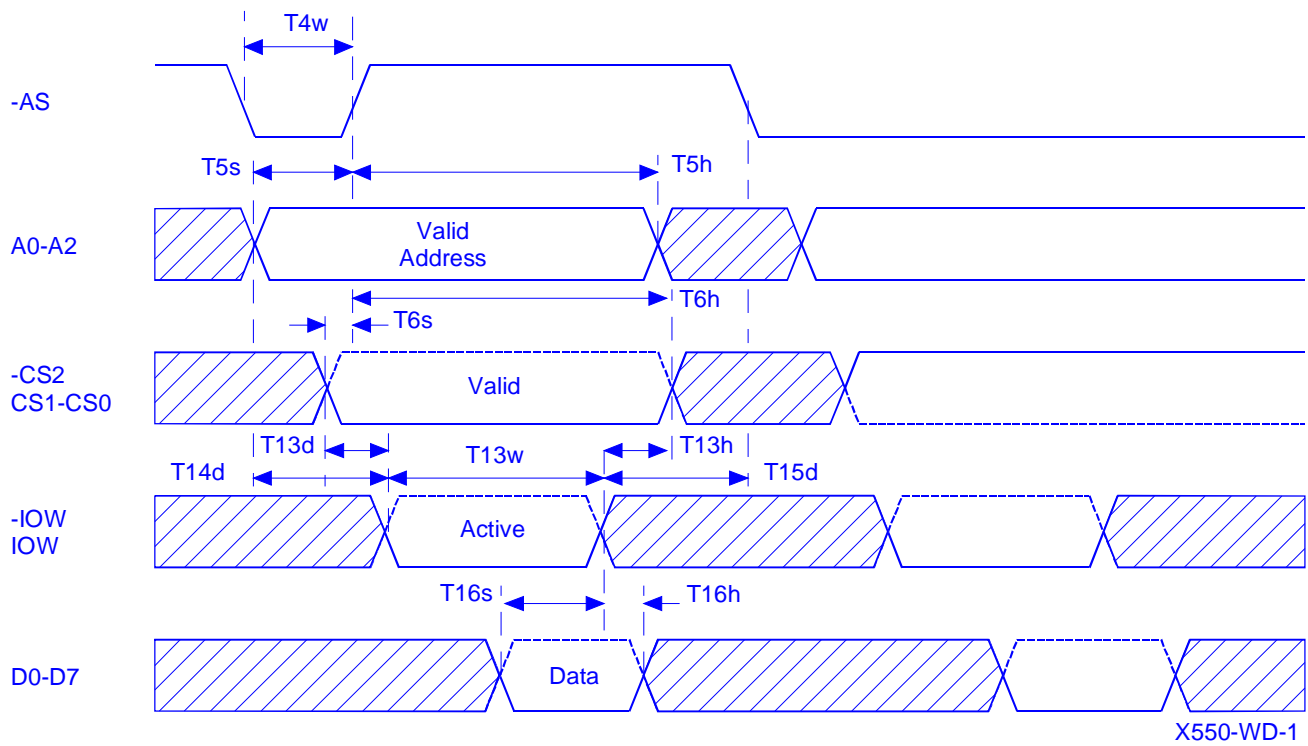 T4w
-AS
T5s
T5h
A0-A2
Valid
Address
T6h
T6s
-CS2
CS1-CS0
Valid
T13d
T13w
T13h
T14d
T15d
-IOW
IOW
Active
T16s
T16h
D0-D7
Data
X550-WD-1